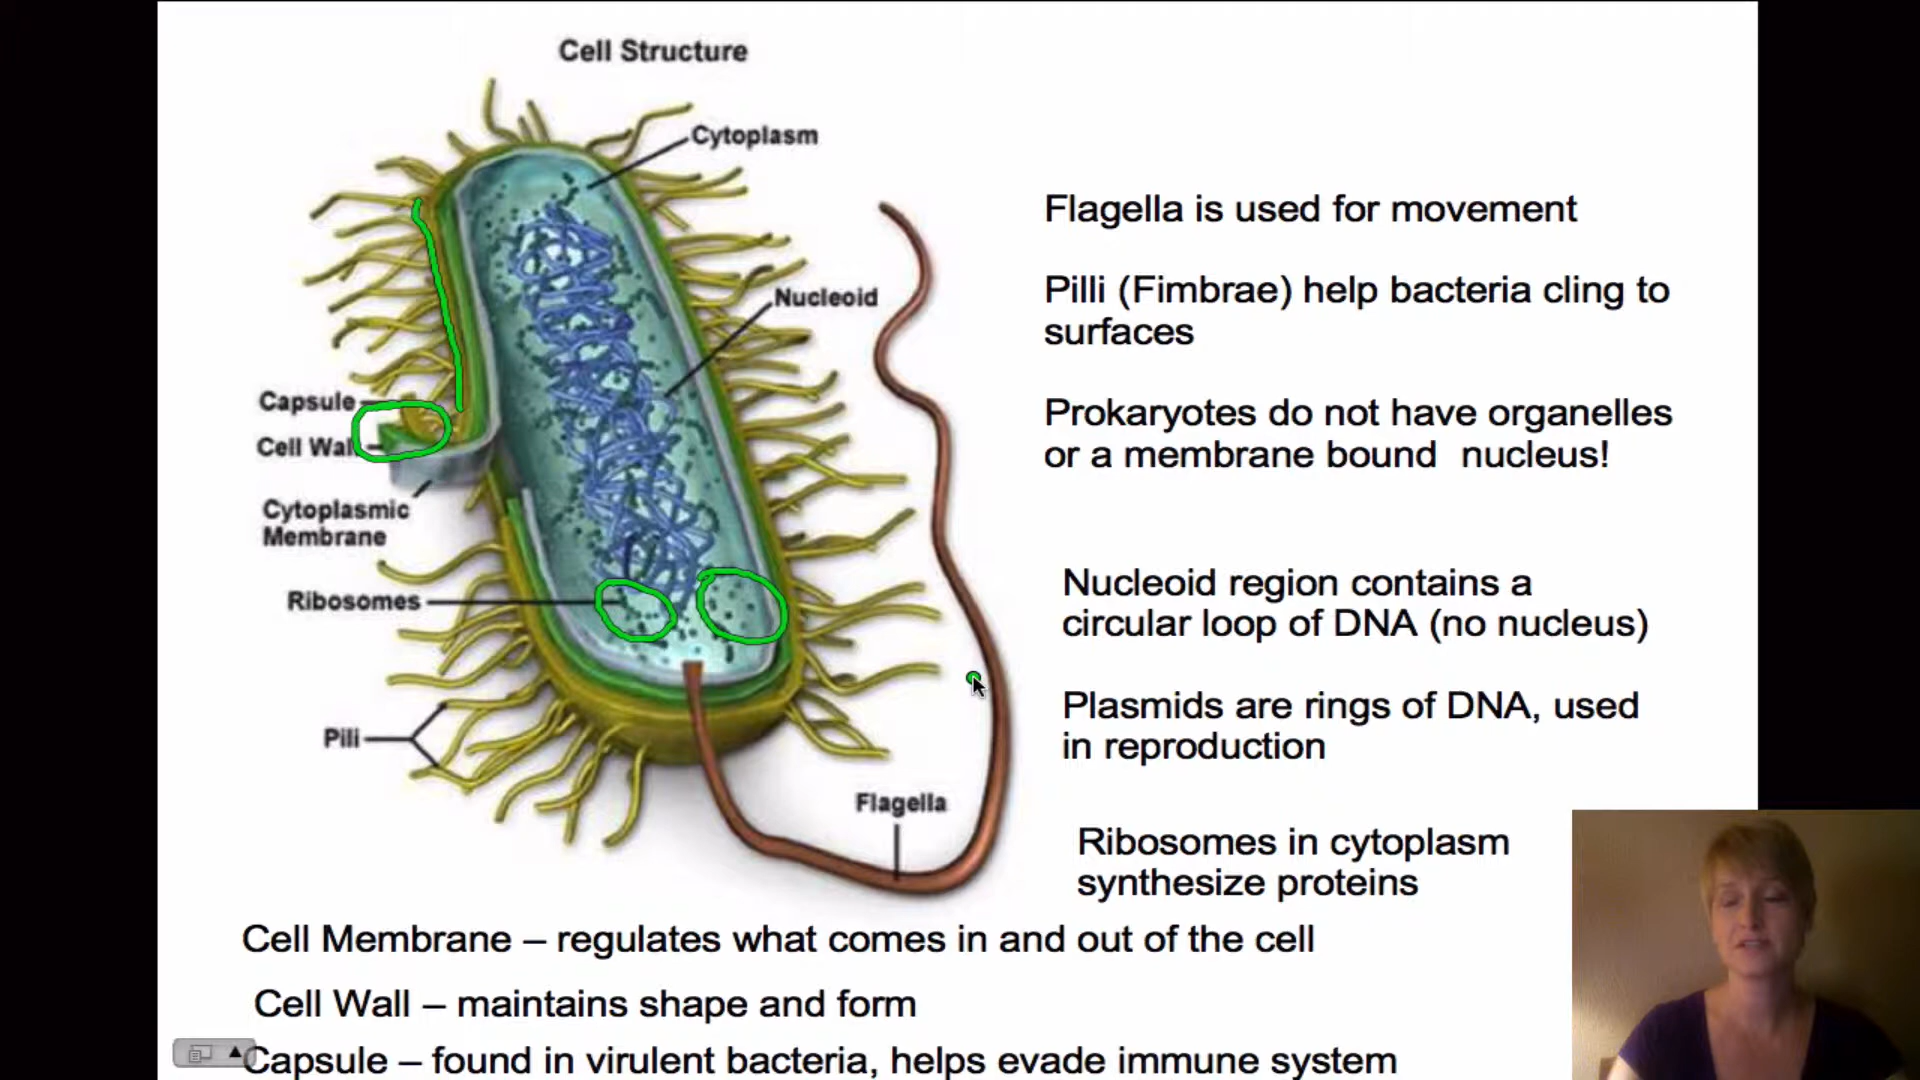 Cell Structure
Cytoplasm
Nucleoid
Capsule
Cell Wall
Cytoplasmic
Membrane
Ribosomes
Pili
Flagella
Flagella is used for movement
Pilli (Fimbrae) help bacteria cling to
surfaces
Prokaryotes do not have organelles
or a membrane bound nucleus!
Nucleoid region contains a
circular loop of DNA (no nucleus)
Plasmids are rings of DNA, used
in reproduction
Ribosomes in cytoplasm
synthesize proteins
Cell Membrane – regulates what comes in and out of the cell
Cell Wall – maintains shape and form
Capsule – found in virulent bacteria, helps evade immune system